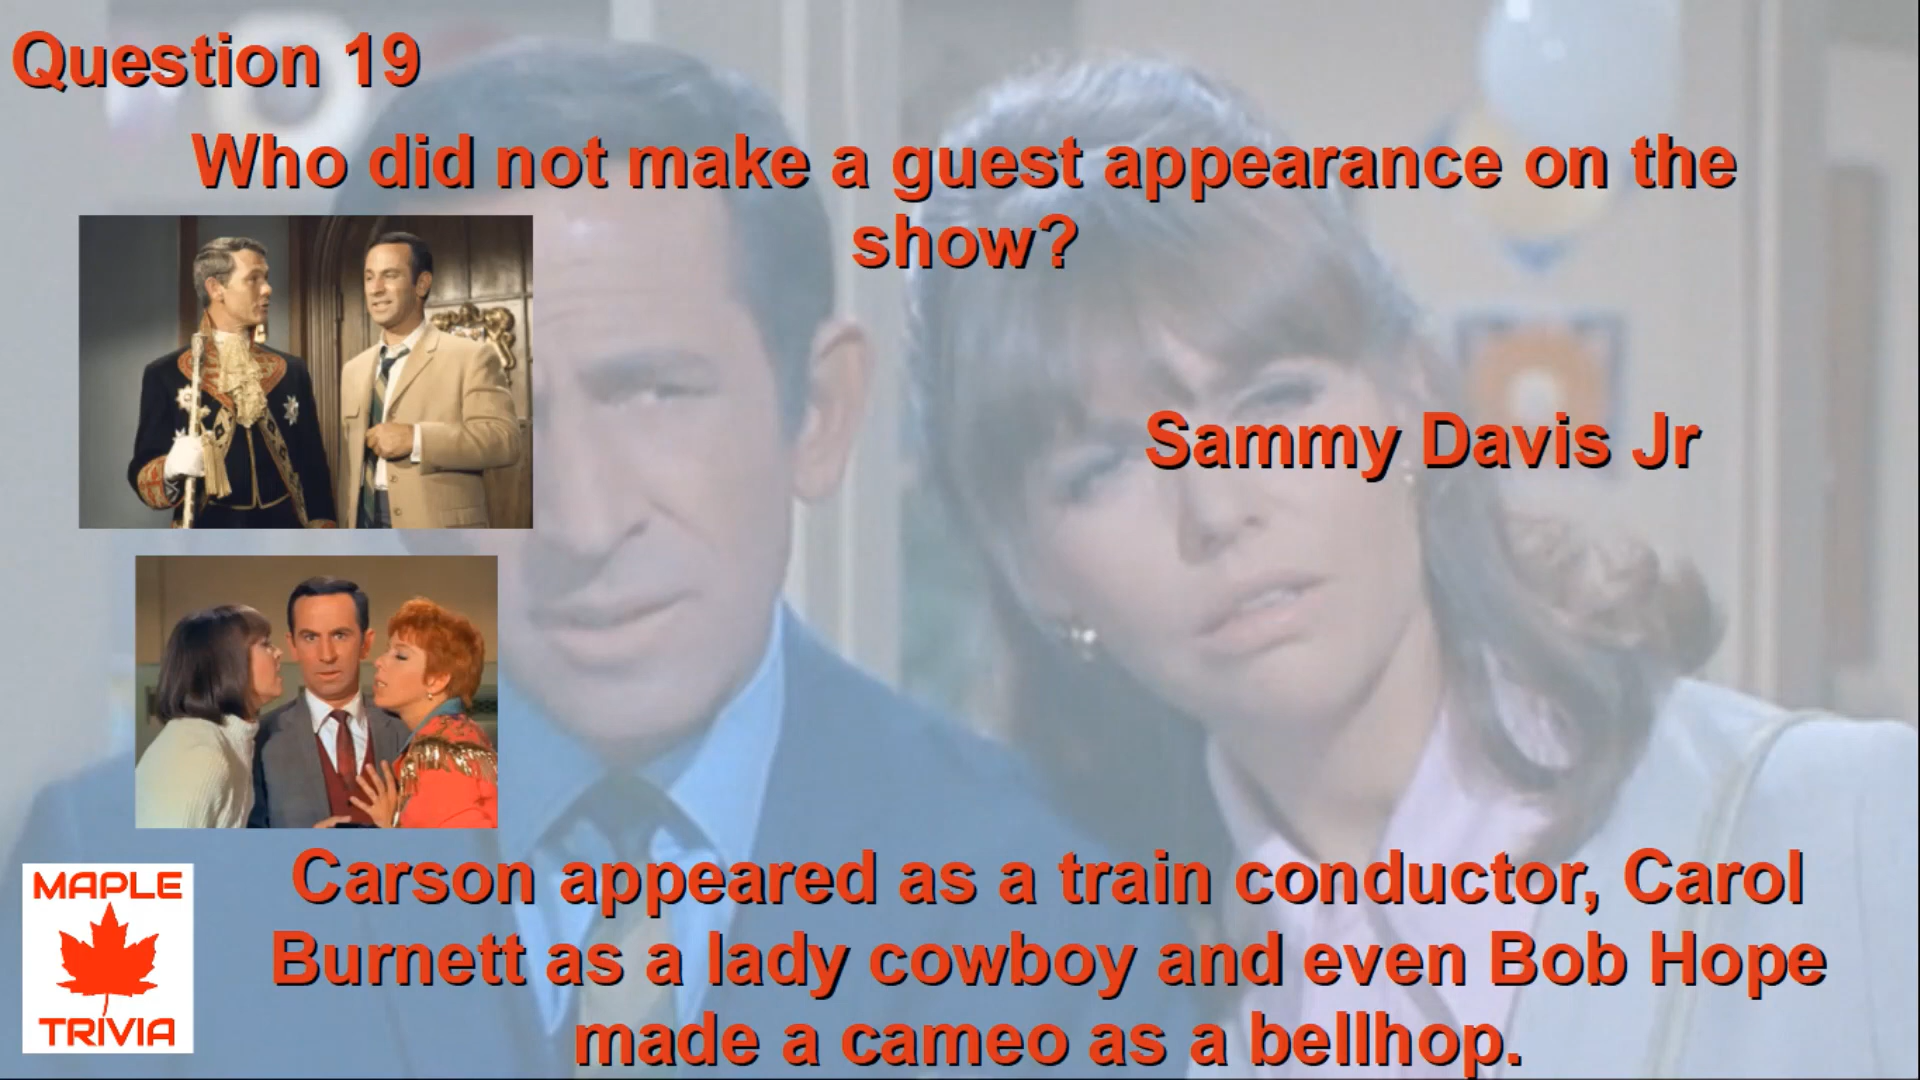 Question 19
Who did not make a guest appearance on the
show?
Sammy Davis Jr
Carson appeared as a train conductor, Carol
Burnett as a lady cowboy and even Bob Hope
made a cameo as a bellhop.
MAPLE
TRIVIA